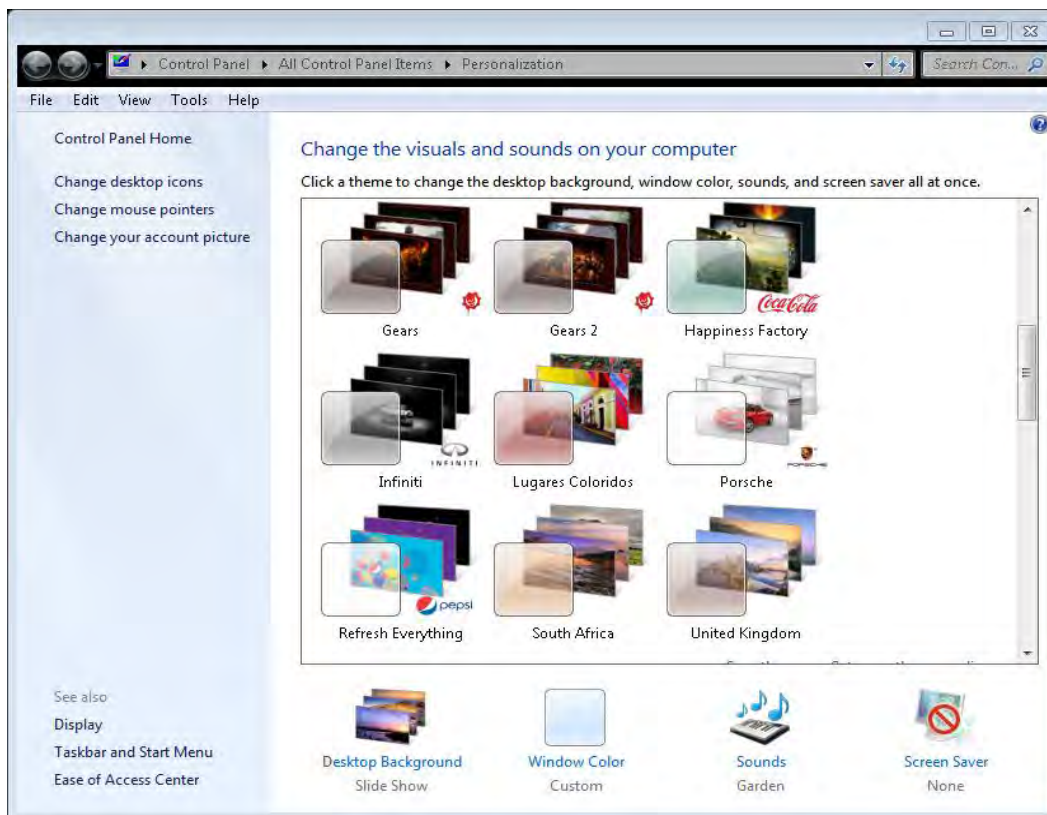 Control Panel ▸ All Control Panel Items ▸ Personalization
Search Con...
File Edit View Tools Help
Control Panel Home
Change desktop icons
Change mouse pointers
Change your account picture
Change the visuals and sounds on your computer
Click a theme to change the desktop background, window color, sounds, and screen saver all at once.
Coca-Cola
Gears Gears 2 Happiness Factory
INFINITI PORSCHE
Infiniti Lugares Coloridos Porsche
pepsi
Refresh Everything South Africa United Kingdom
See also
Display
Taskbar and Start Menu
Ease of Access Center
Desktop Background Window Color Sounds Screen Saver
Slide Show Custom Garden None